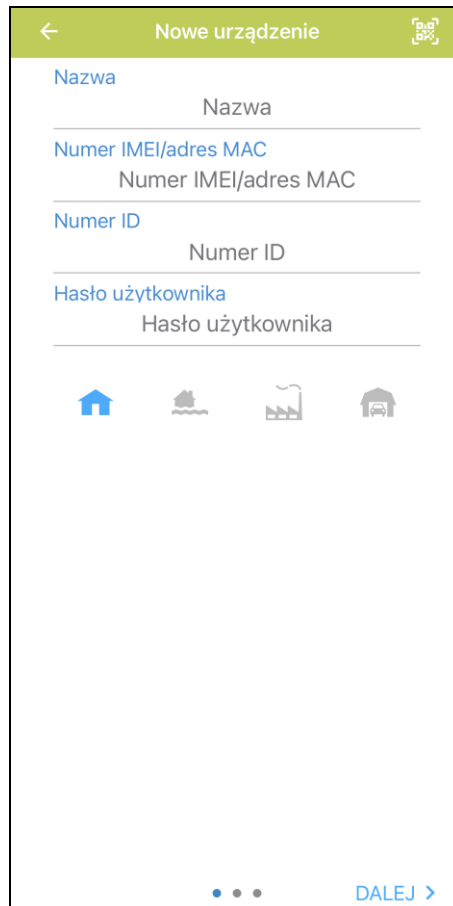 Nowe urządzenie
Nazwa
Nazwa
Numer IMEI/adres MAC
Numer IMEI/adres MAC
Numer ID
Numer ID
Hasło użytkownika
Hasło użytkownika
DALEJ